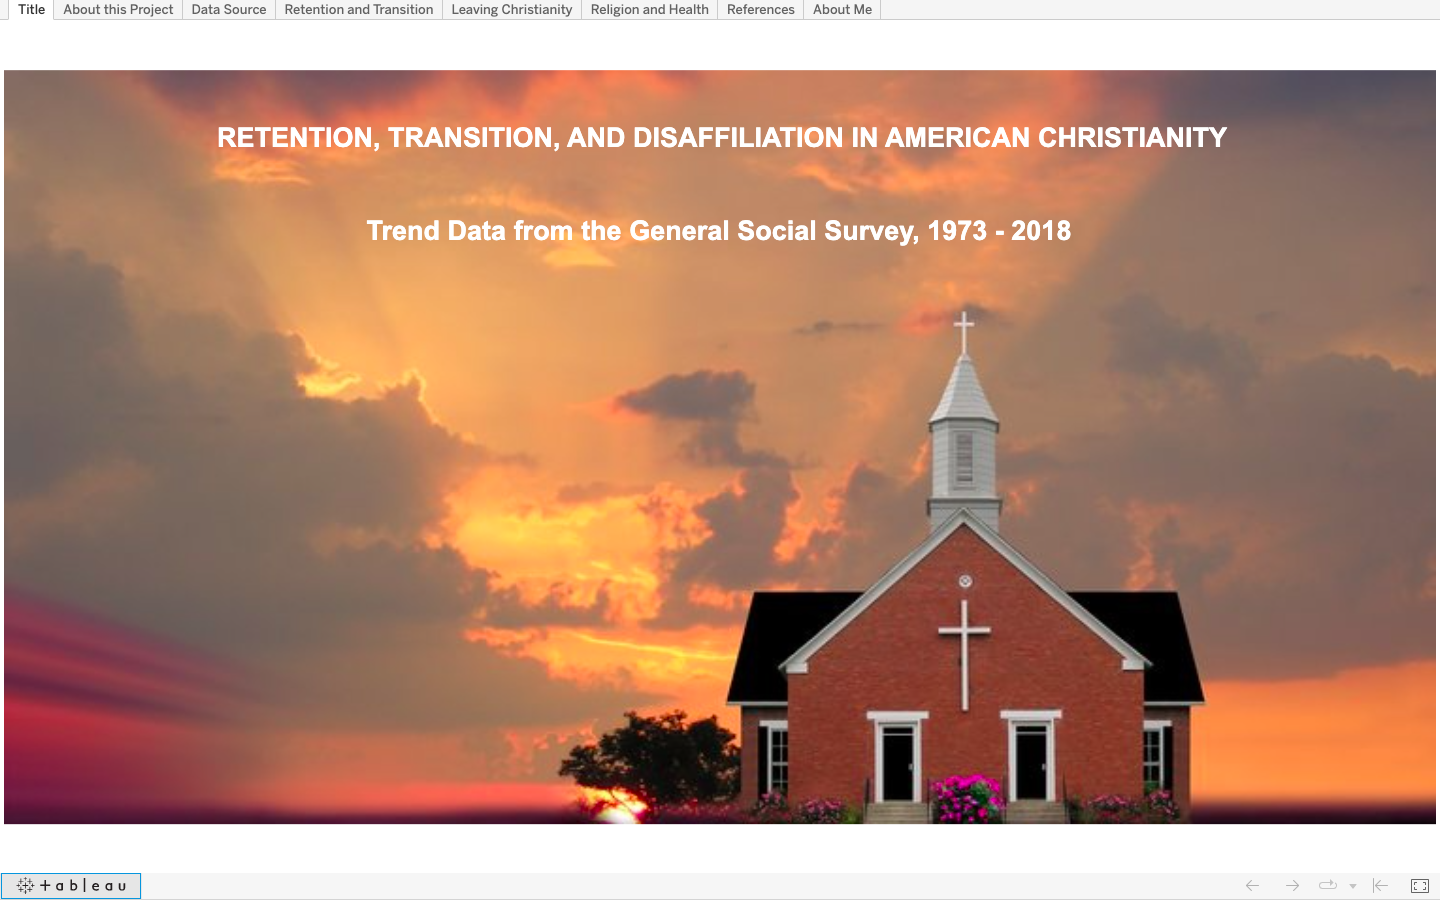 Title About this Project Data Source Retention and Transition Leaving Christianity Religion and Health References About Me
RETENTION, TRANSITION, AND DISAFFILIATION IN AMERICAN CHRISTIANITY
Trend Data from the General Social Survey, 1973 - 2018
tableau